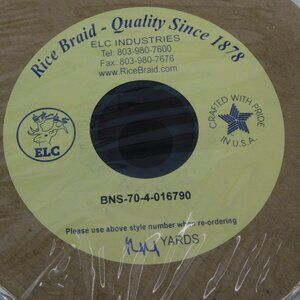 Rice Braid - Quality Since 1878
ELC INDUSTRIES
Tel: 803-980-7600
Fax: 803-980-7676
www.RiceBraid.com
ELC
CRAFTED WITH PRIDE
IN U.S.A.
BNS-70-4-016790
Please use above style number when re-ordering
YARDS